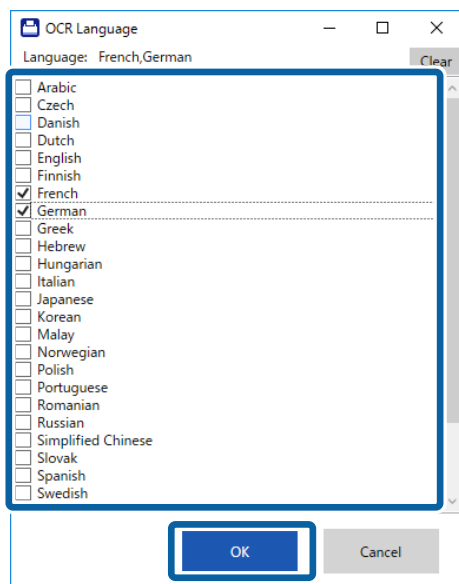 OCR Language
Language: French,German
Clear
Arabic
Czech
Danish
Dutch
English
Finnish
French
German
Greek
Hebrew
Hungarian
Italian
Japanese
Korean
Malay
Norwegian
Polish
Portuguese
Romanian
Russian
Simplified Chinese
Slovak
Spanish
Swedish
OK
Cancel